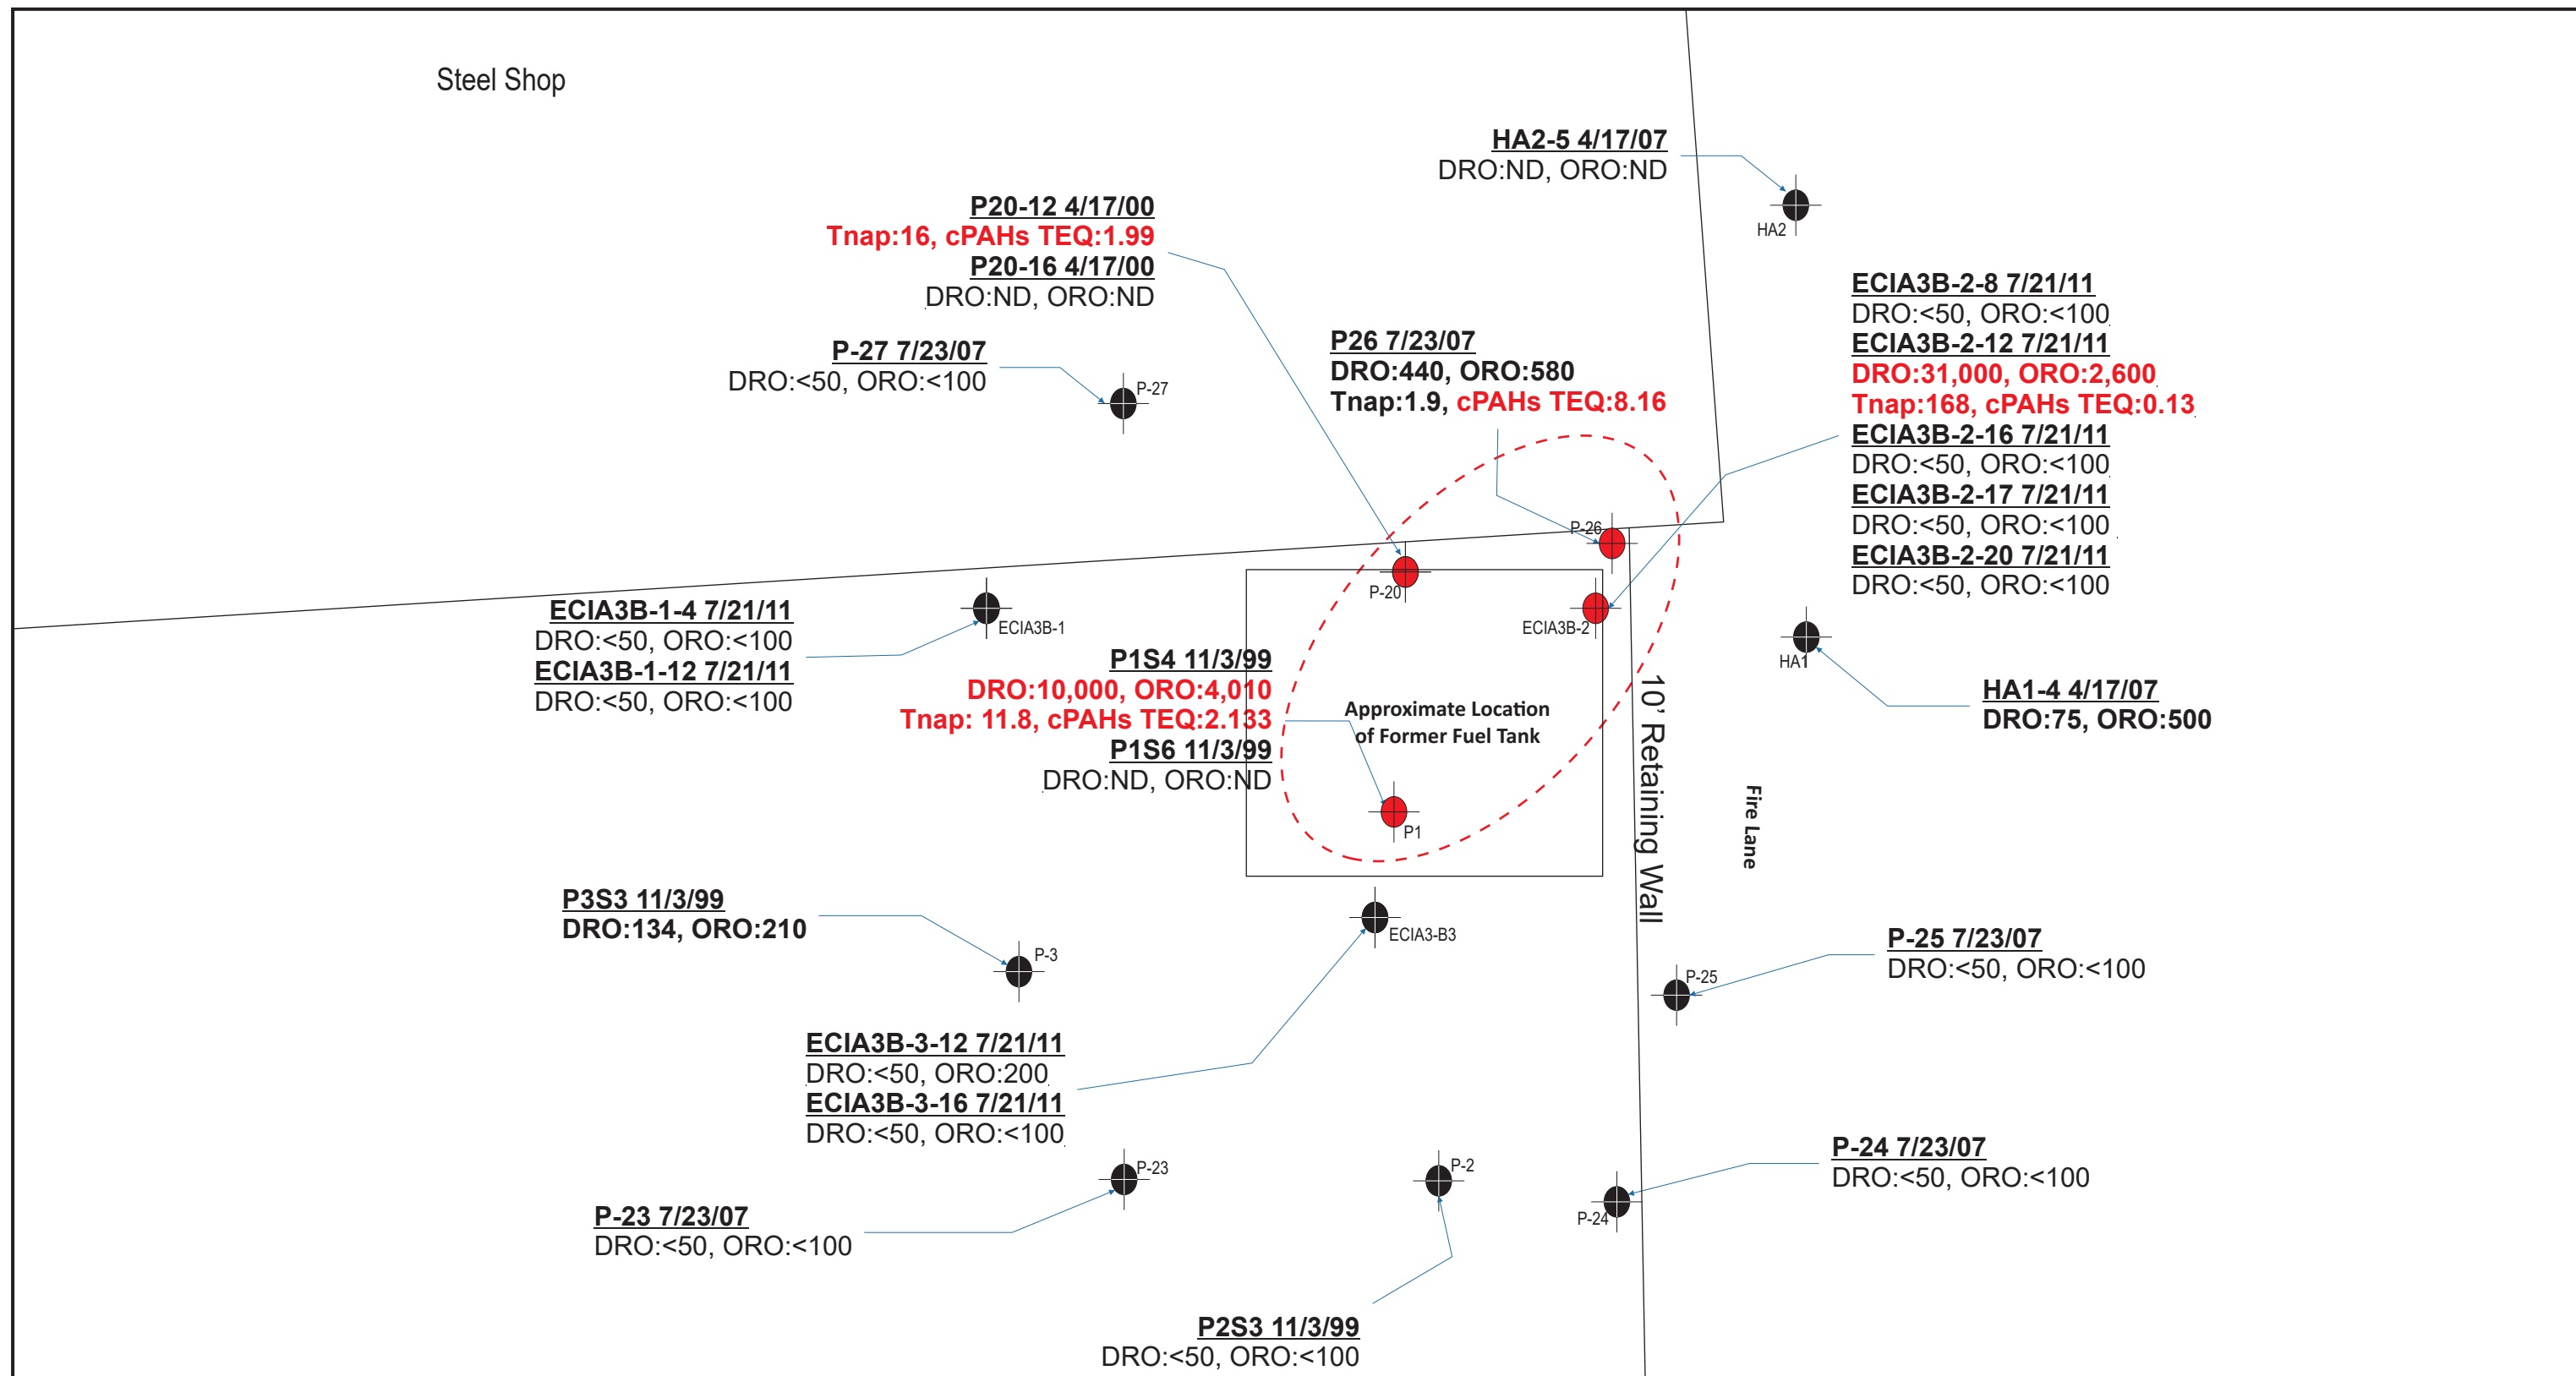 Steel Shop
HA2-5 4/17/07
DRO:ND, ORO:ND
HA2
P20-12 4/17/00
Tnap:16, cPAHs TEQ:1.99
P20-16 4/17/00
DRO:ND, ORO:ND
ECIA3B-2-8 7/21/11
DRO:<50, ORO:<100
ECIA3B-2-12 7/21/11
DRO:31,000, ORO:2,600
Tnap:168, cPAHs TEQ:0.13
ECIA3B-2-16 7/21/11
DRO:<50, ORO:<100
ECIA3B-2-17 7/21/11
DRO:<50, ORO:<100
ECIA3B-2-20 7/21/11
DRO:<50, ORO:<100
P26 7/23/07
DRO:440, ORO:580
Tnap:1.9, cPAHs TEQ:8.16
P-27 7/23/07
DRO:<50, ORO:<100
P-27
P-26
P-20
ECIA3B-2
ECIA3B-1-4 7/21/11
DRO:<50, ORO:<100
ECIA3B-1-12 7/21/11
DRO:<50, ORO:<100
ECIA3B-1
HA1
P1S4 11/3/99
DRO:10,000, ORO:4,010
Tnap: 11.8, cPAHs TEQ:2.133
P1S6 11/3/99
DRO:ND, ORO:ND
Approximate Location
of Former Fuel Tank
10' Retaining Wall
HA1-4 4/17/07
DRO:75, ORO:500
Fire Lane
P1
P3S3 11/3/99
DRO:134, ORO:210
P-3
ECIA3-B3
P-25 7/23/07
DRO:<50, ORO:<100
P-25
ECIA3B-3-12 7/21/11
DRO:<50, ORO:200
ECIA3B-3-16 7/21/11
DRO:<50, ORO:<100
P-23
P-2
P-24 7/23/07
DRO:<50, ORO:<100
P-24
P-23 7/23/07
DRO:<50, ORO:<100
P2S3 11/3/99
DRO:<50, ORO:<100